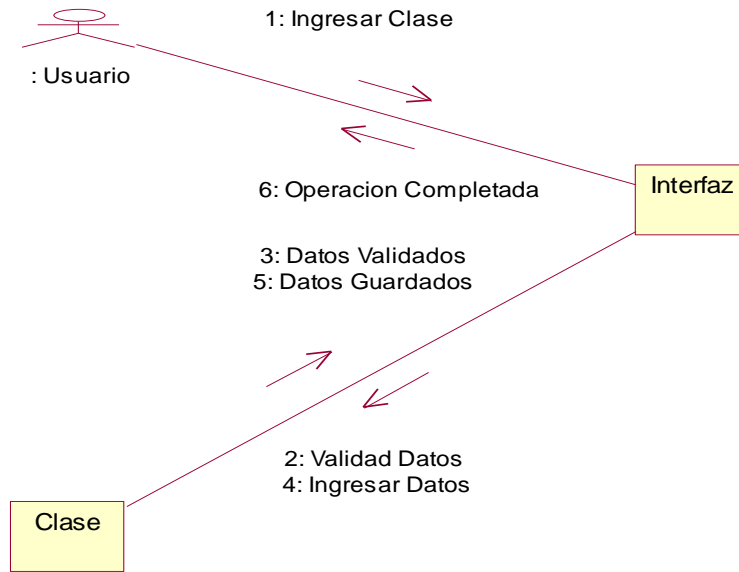 1: Ingresar Clase
: Usuario
Interfaz
6: Operacion Completada
3: Datos Validados
5: Datos Guardados
2: Validad Datos
4: Ingresar Datos
Clase